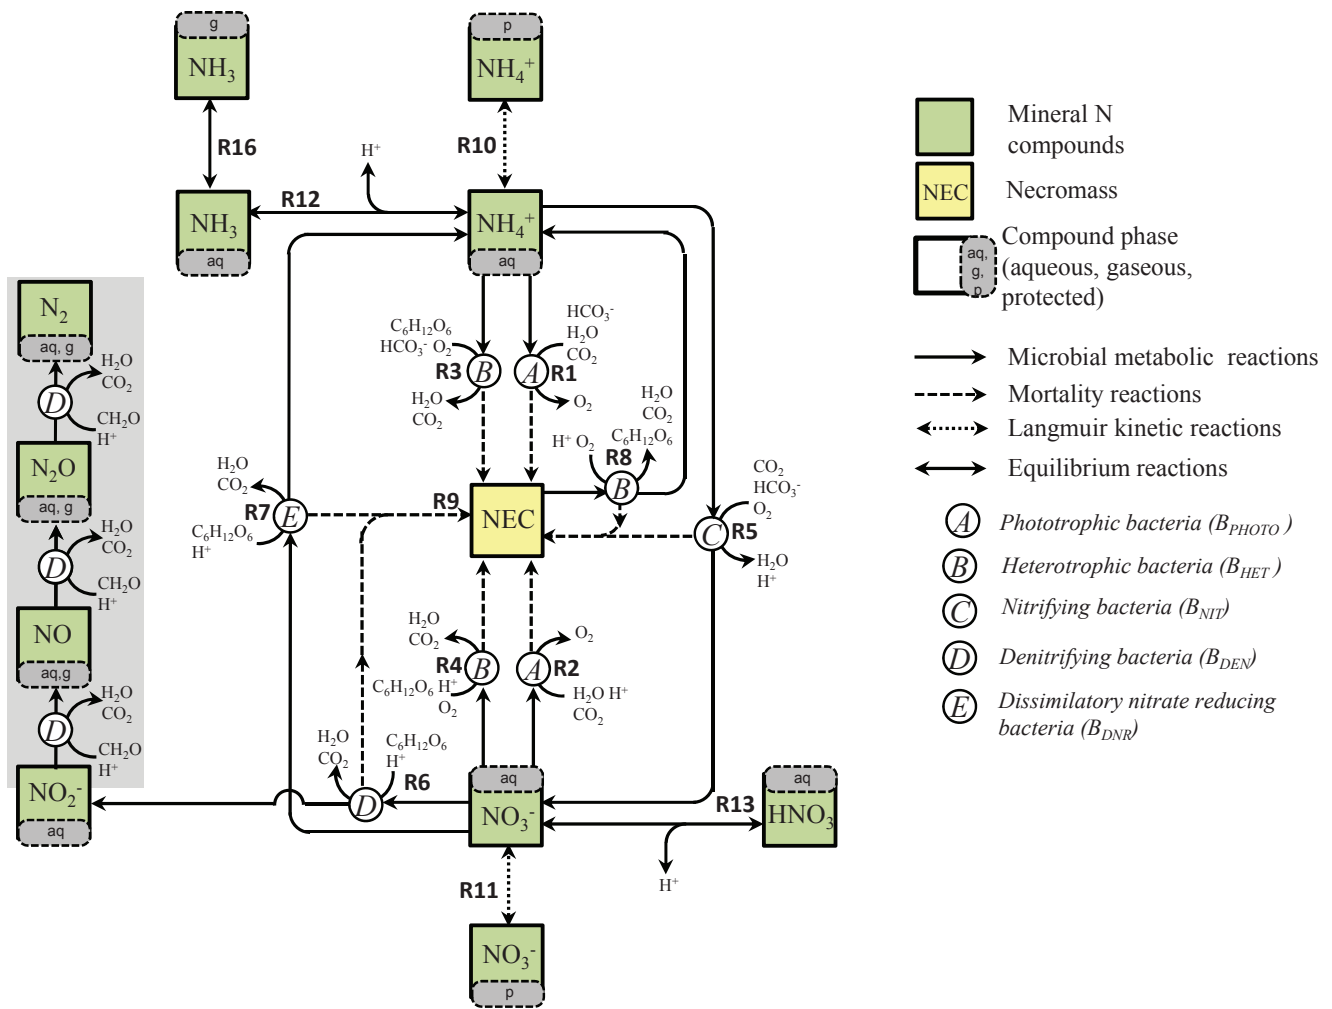 g
NH₃
R16
NH₃
aq
R12
H⁺
p
NH₄⁺
R10
NH₄⁺
aq
C₆H₁₂O₆
HCO₃⁻ O₂
R3
B
H₂O
CO₂
HCO₃⁻
H₂O
CO₂
A
R1
O₂
H₂O
CO₂
H⁺ O₂
C₆H₁₂O₆
R8
B
CO₂
HCO₃⁻
O₂
C
R5
H₂O
H⁺
H₂O
CO₂
R7
E
C₆H₁₂O₆
H⁺
R9
NEC
H₂O
CO₂
R4
B
C₆H₁₂O₆ H⁺
O₂
O₂
A
R2
H₂O H⁺
CO₂
H₂O
CO₂
C₆H₁₂O₆
H⁺
D
R6
aq
NO₃⁻
R13
aq
HNO₃
H⁺
R11
NO₃⁻
p
N₂
aq, g
H₂O
CO₂
D
CH₂O
H⁺
N₂O
aq, g
H₂O
CO₂
D
CH₂O
H⁺
NO
aq,g
H₂O
CO₂
D
CH₂O
H⁺
NO₂⁻
aq
Mineral N
compounds
NEC
Necromass
aq,
g,
p
Compound phase
(aqueous, gaseous,
protected)
Microbial metabolic reactions
Mortality reactions
Langmuir kinetic reactions
Equilibrium reactions
A Phototrophic bacteria (B_PHOTO )
B Heterotrophic bacteria (B_HET )
C Nitrifying bacteria (B_NIT)
D Denitrifying bacteria (B_DEN)
E Dissimilatory nitrate reducing
bacteria (B_DNR)